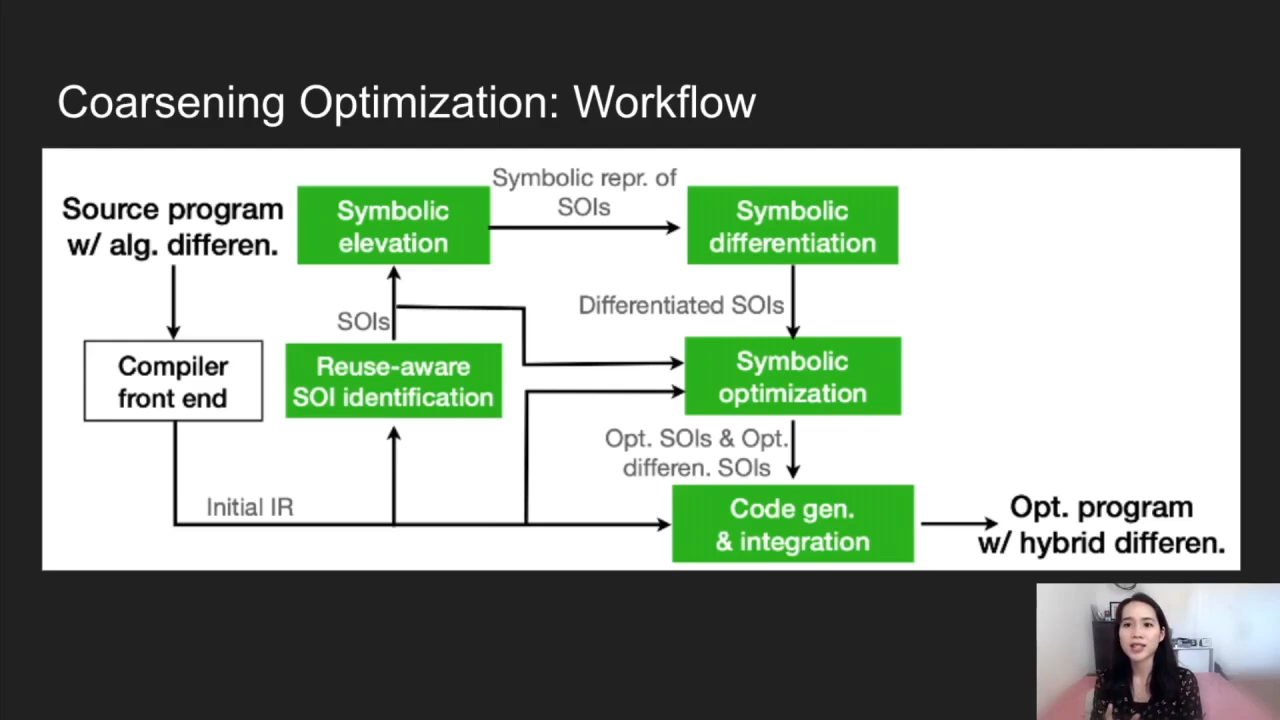 Coarsening Optimization: Workflow
Source program
w/ alg. differen.
Symbolic
elevation
Symbolic repr. of
SOIs
Symbolic
differentiation
SOIs
Differentiated SOIs
Compiler
front end
Reuse-aware
SOI identification
Symbolic
optimization
Opt. SOIs & Opt.
differen. SOIs
Initial IR
Code gen.
& integration
Opt. program
w/ hybrid differen.